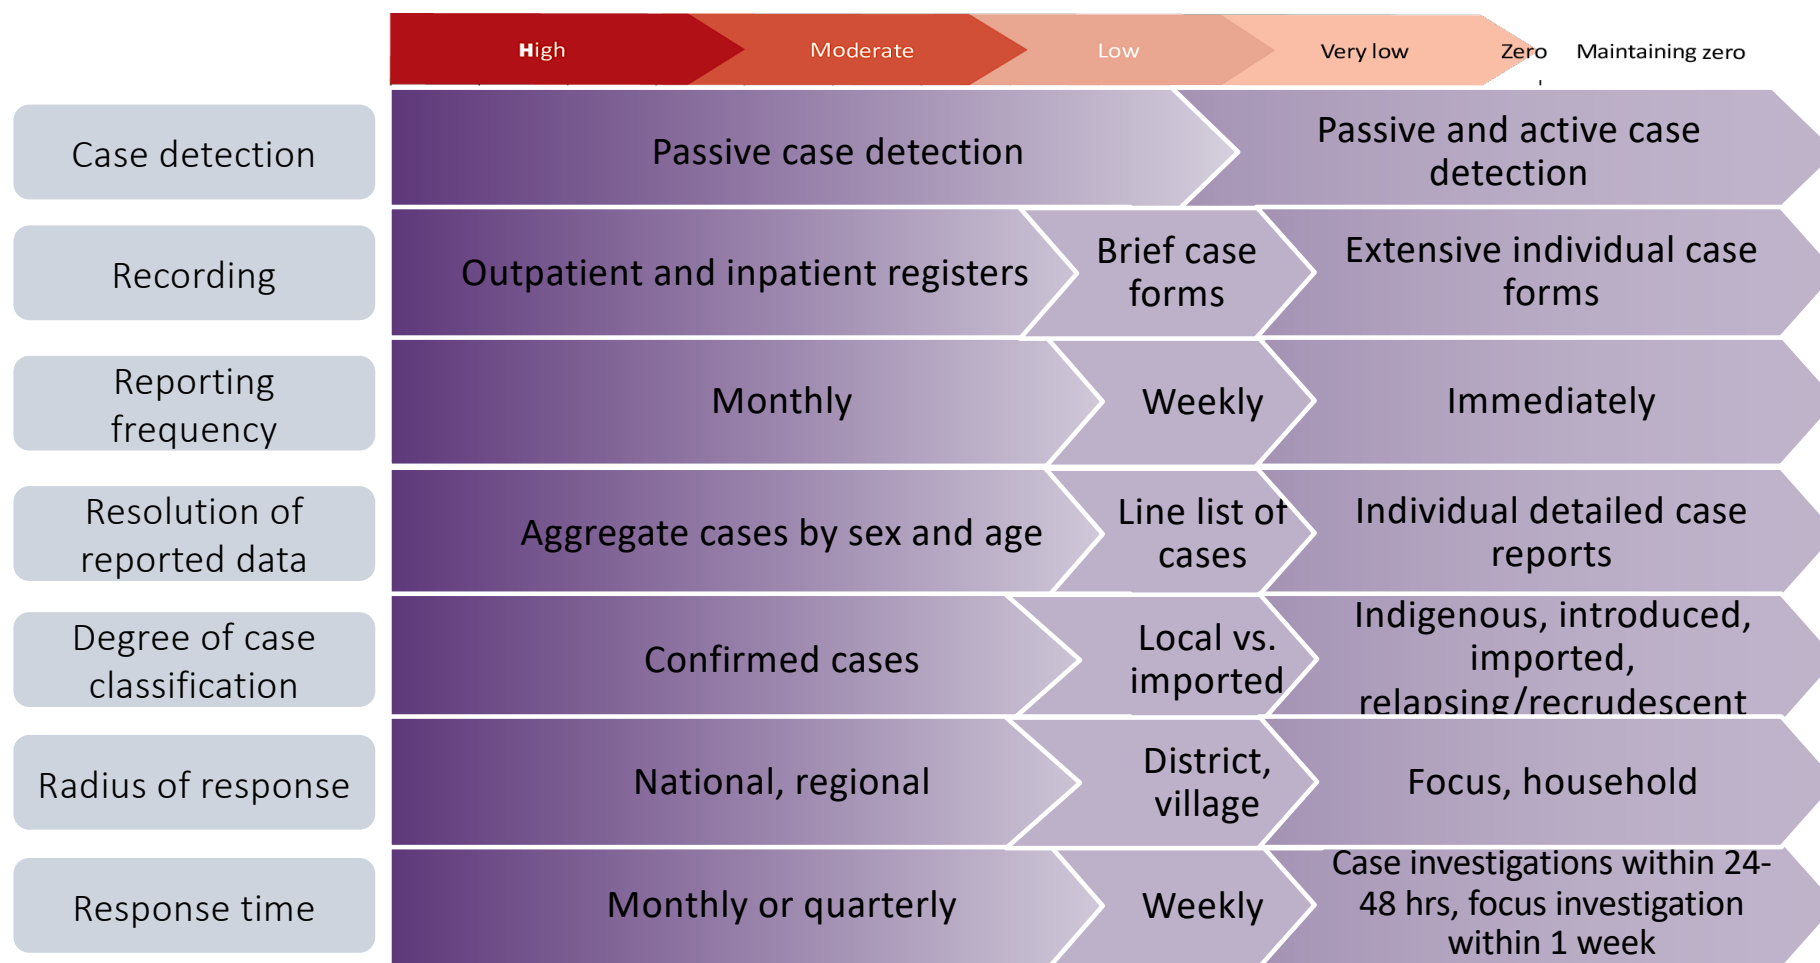 High Moderate Low Very low Zero Maintaining zero
Case detection
Passive case detection
Passive and active case
detection
Recording
Outpatient and inpatient registers
Brief case
forms
Extensive individual case
forms
Reporting
frequency
Monthly
Weekly
Immediately
Resolution of
reported data
Aggregate cases by sex and age
Line list of
cases
Individual detailed case
reports
Degree of case
classification
Confirmed cases
Local vs.
imported
Indigenous, introduced,
imported,
relapsing/recrudescent
Radius of response
National, regional
District,
village
Focus, household
Response time
Monthly or quarterly
Weekly
Case investigations within 24-
48 hrs, focus investigation
within 1 week